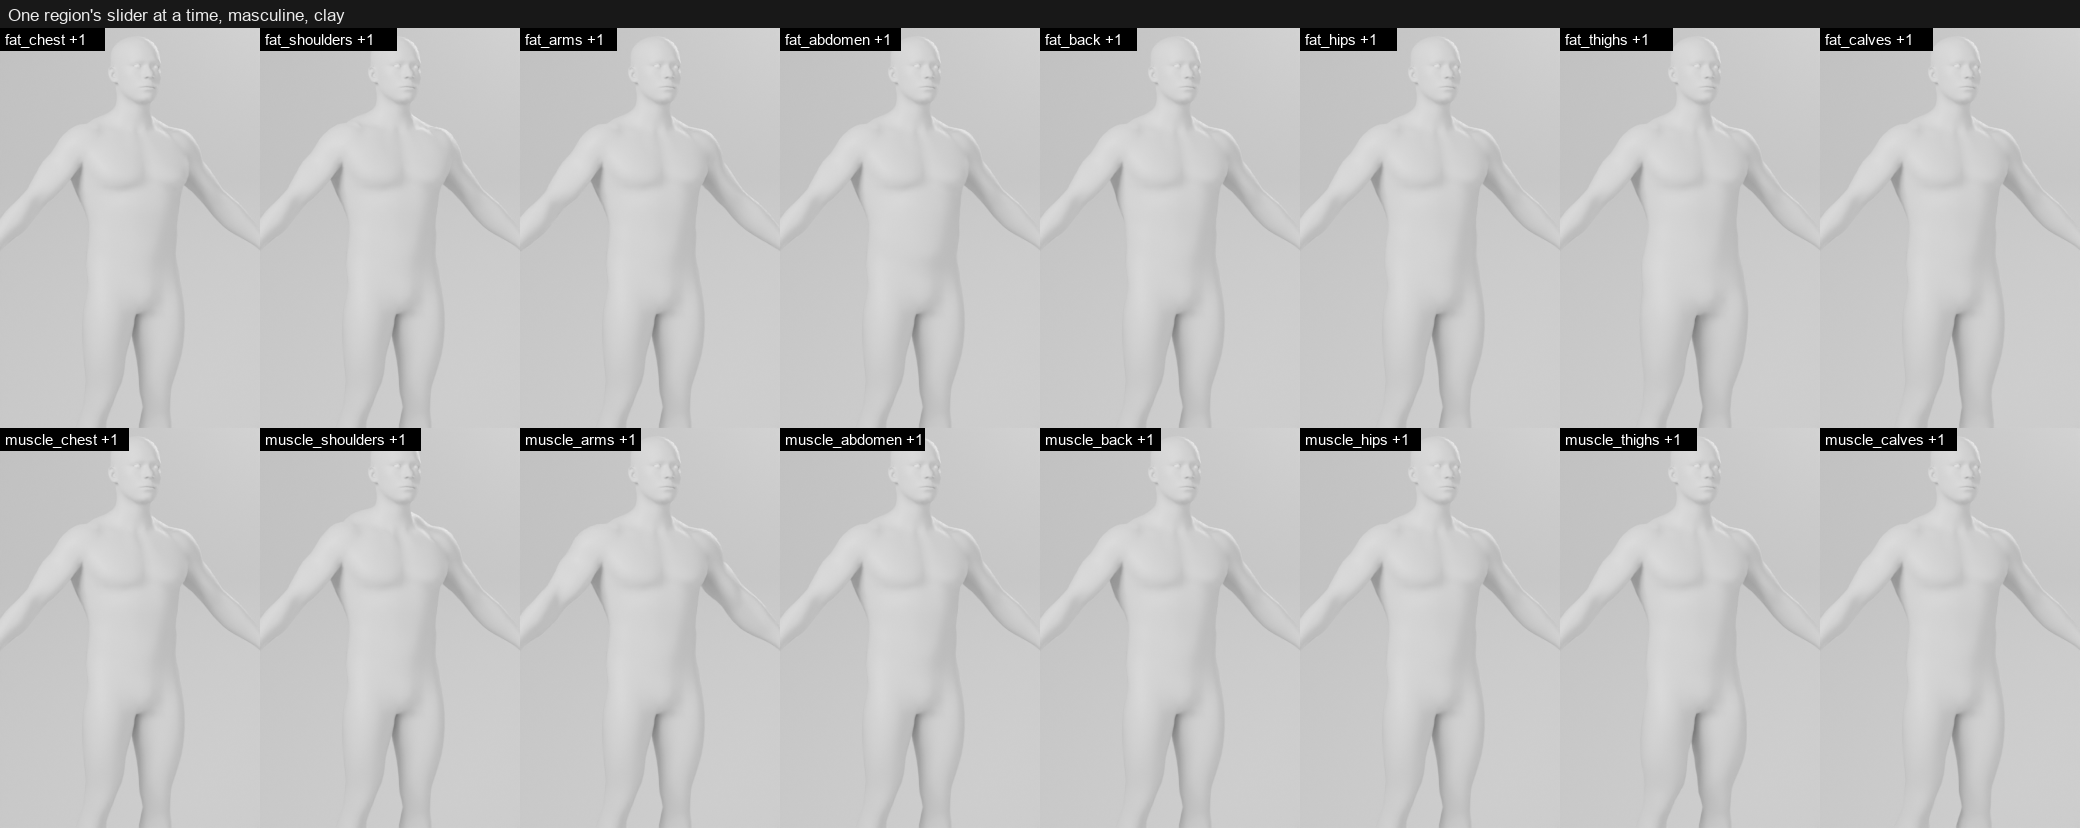 One region's slider at a time, masculine, clay
fat_chest +1
fat_shoulders +1
fat_arms +1
fat_abdomen +1
fat_back +1
fat_hips +1
fat_thighs +1
fat_calves +1
muscle_chest +1
muscle_shoulders +1
muscle_arms +1
muscle_abdomen +1
muscle_back +1
muscle_hips +1
muscle_thighs +1
muscle_calves +1